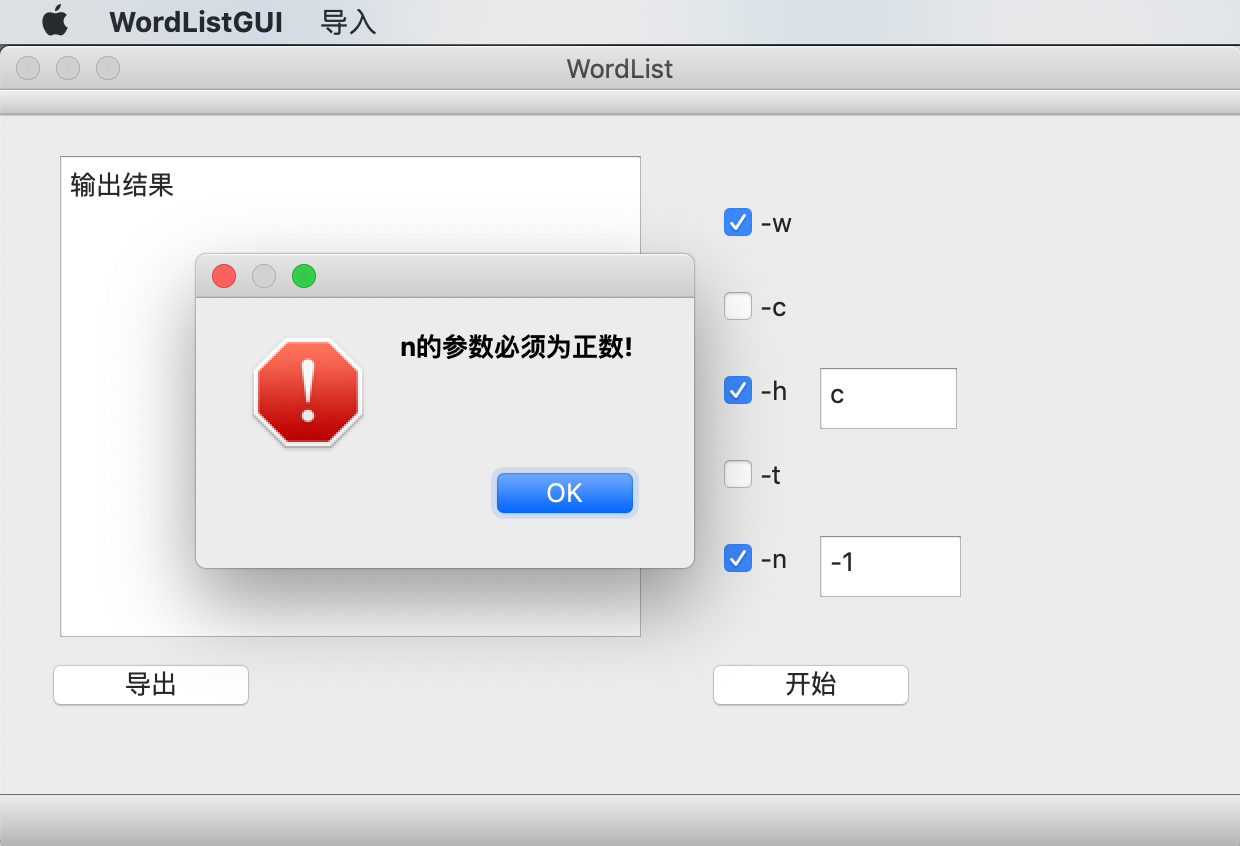 WordListGUI 导入
WordList
输出结果
n的参数必须为正数!
OK
-w
-c
-h c
-t
-n -1
导出
开始